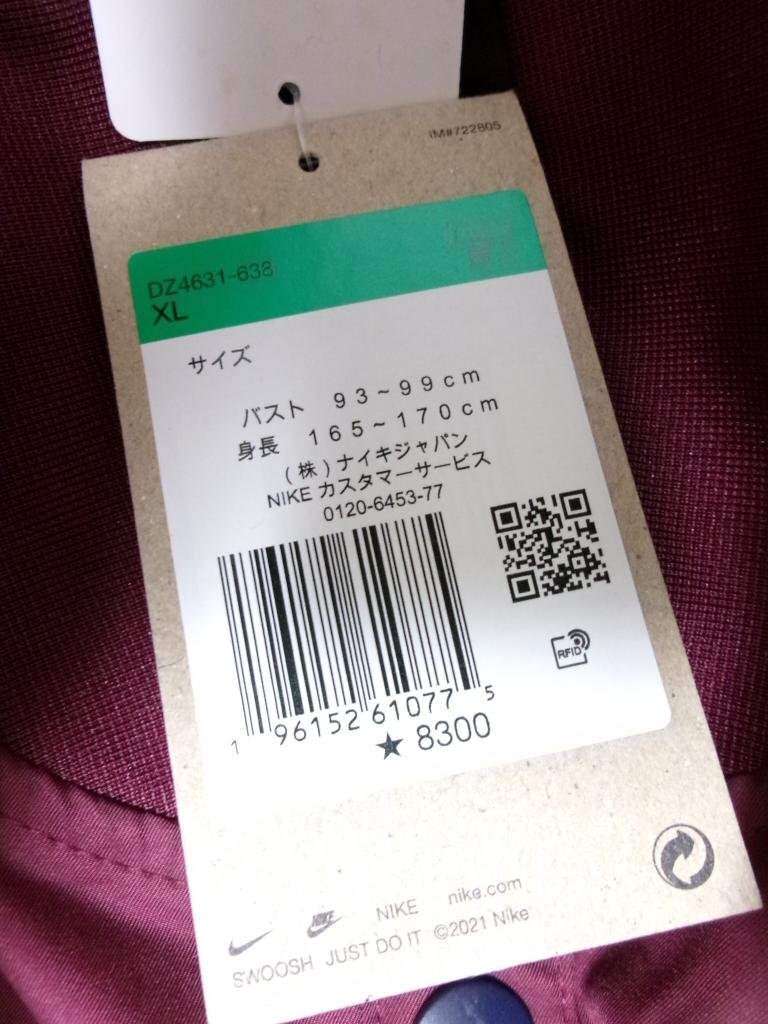 IM#722805
DZ4631-638
XL
サイズ
バスト 93~99cm
身長 165~170cm
(株)ナイキジャパン
NIKE カスタマーサービス
0120-6453-77
RFID
1 96152 61077 5
★8300
NIKE nike.com
SWOOSH JUST DO IT ©2021 Nike